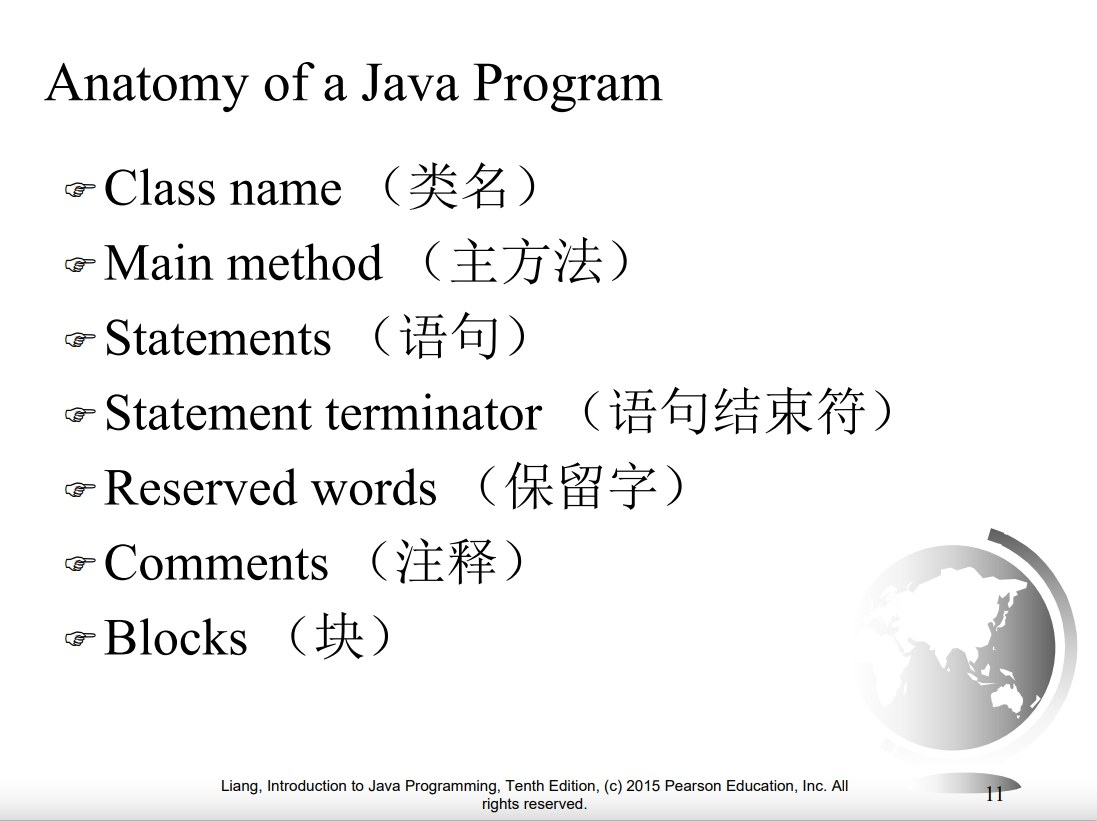 Anatomy of a Java Program
Class name （类名）
Main method （主方法）
Statements （语句）
Statement terminator （语句结束符）
Reserved words （保留字）
Comments （注释）
Blocks （块）
Liang, Introduction to Java Programming, Tenth Edition, (c) 2015 Pearson Education, Inc. All
rights reserved.
11